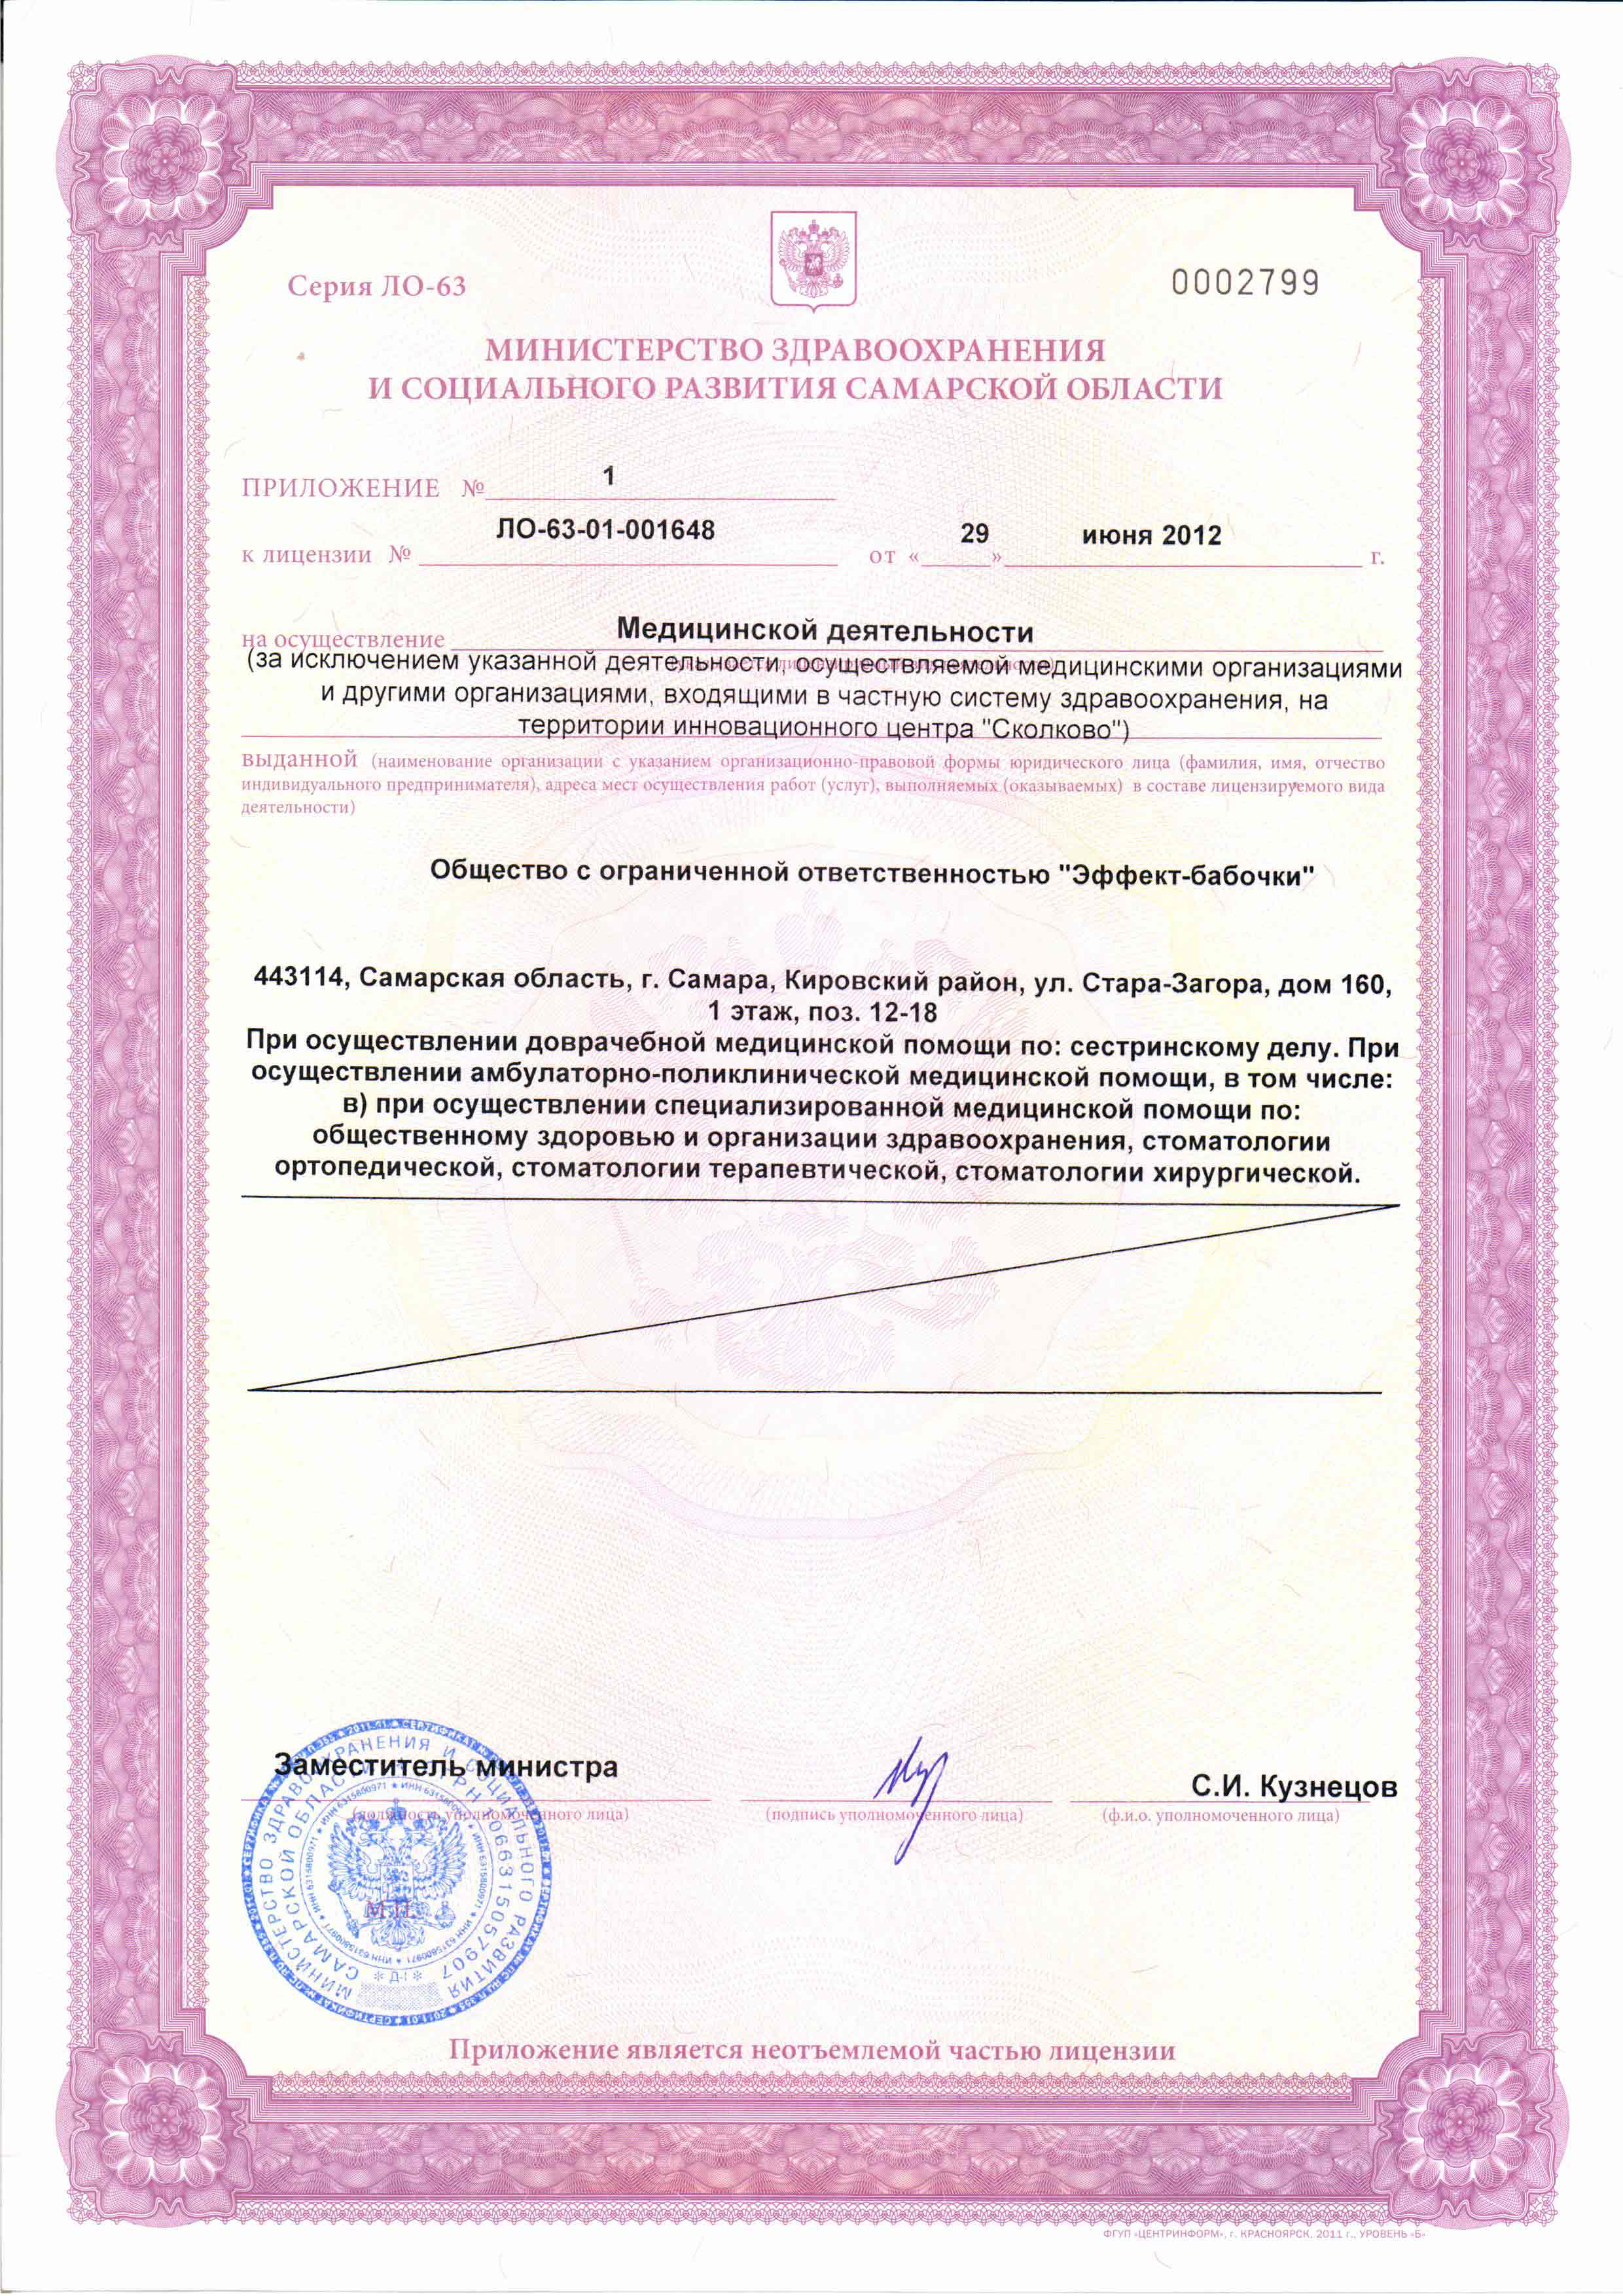 Серия ЛО-63
0002799
МИНИСТЕРСТВО ЗДРАВООХРАНЕНИЯ
И СОЦИАЛЬНОГО РАЗВИТИЯ САМАРСКОЙ ОБЛАСТИ
ПРИЛОЖЕНИЕ № 1
к лицензии № ЛО-63-01-001648 от « 29 » июня 2012 г.
на осуществление Медицинской деятельности
(за исключением указанной деятельности, осуществляемой медицинскими организациями
и другими организациями, входящими в частную систему здравоохранения, на
территории инновационного центра "Сколково")
выданной (наименование организации с указанием организационно-правовой формы юридического лица (фамилия, имя, отчество
индивидуального предпринимателя), адреса мест осуществления работ (услуг), выполняемых (оказываемых) в составе лицензируемого вида
деятельности)
Общество с ограниченной ответственностью "Эффект-бабочки"
443114, Самарская область, г. Самара, Кировский район, ул. Стара-Загора, дом 160,
1 этаж, поз. 12-18
При осуществлении доврачебной медицинской помощи по: сестринскому делу. При
осуществлении амбулаторно-поликлинической медицинской помощи, в том числе:
в) при осуществлении специализированной медицинской помощи по:
общественному здоровью и организации здравоохранения, стоматологии
ортопедической, стоматологии терапевтической, стоматологии хирургической.
Заместитель министра
С.И. Кузнецов
(должность уполномоченного лица)
(подпись уполномоченного лица)
(ф.и.о. уполномоченного лица)
МИНИСТЕРСТВО ЗДРАВООХРАНЕНИЯ И СОЦИАЛЬНОГО РАЗВИТИЯ
САМАРСКОЙ ОБЛАСТИ
ИНН 6315800971
Д-1
М.П.
Приложение является неотъемлемой частью лицензии
ФГУП «ЦЕНТРИНФОРМ», г. КРАСНОЯРСК, 2011 г., УРОВЕНЬ «Б»